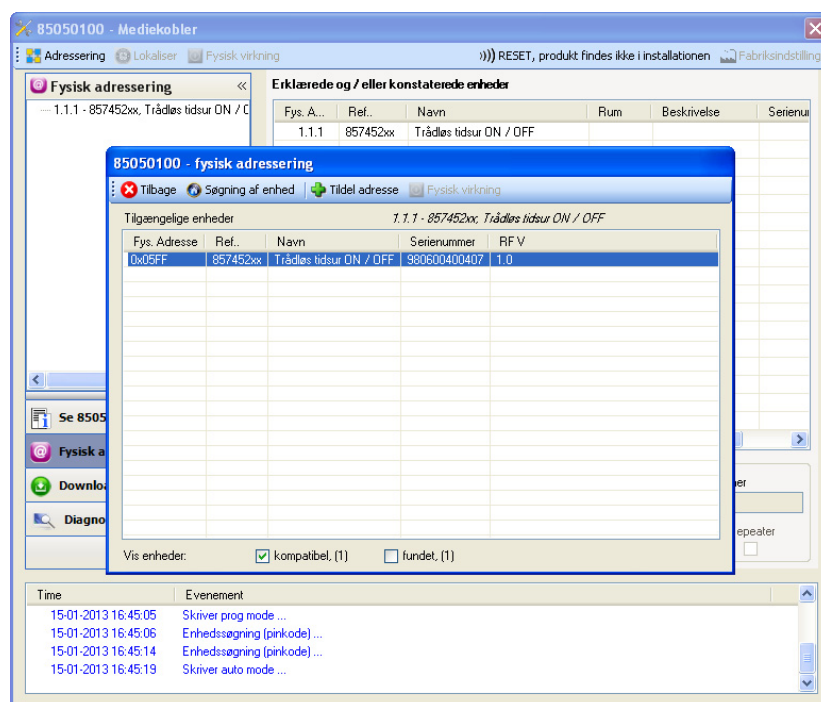 85050100 - Mediekobler
Adressering Lokaliser Fysisk virkning ))) RESET, produkt findes ikke i installationen Fabriksindstilling
Fysisk adressering «
1.1.1 - 857452xx, Trådløs tidsur ON / 0
Erklærede og / eller konstaterede enheder
Fys. A... Ref.. Navn Rum Beskrivelse Serienu
1.1.1 857452xx Trådløs tidsur ON / OFF
85050100 - fysisk adressering
Tilbage Søgning af enhed Tildel adresse Fysisk virkning
Tilgængelige enheder 1.1.1 - 857452xx, Trådløs tidsur ON / OFF
Fys. Adresse Ref.. Navn Serienummer RF V
0x05FF 857452xx Trådløs tidsur ON / OFF 980600400407 1.0
Vis enheder: kompatibel, (1) fundet, (1)
Se 8505
Fysisk a
Downlo
Diagno
er
epeater
Time Evenement
15-01-2013 16:45:05 Skriver prog mode ...
15-01-2013 16:45:06 Enhedssøgning (pinkode) ...
15-01-2013 16:45:14 Enhedssøgning (pinkode) ...
15-01-2013 16:45:19 Skriver auto mode ...